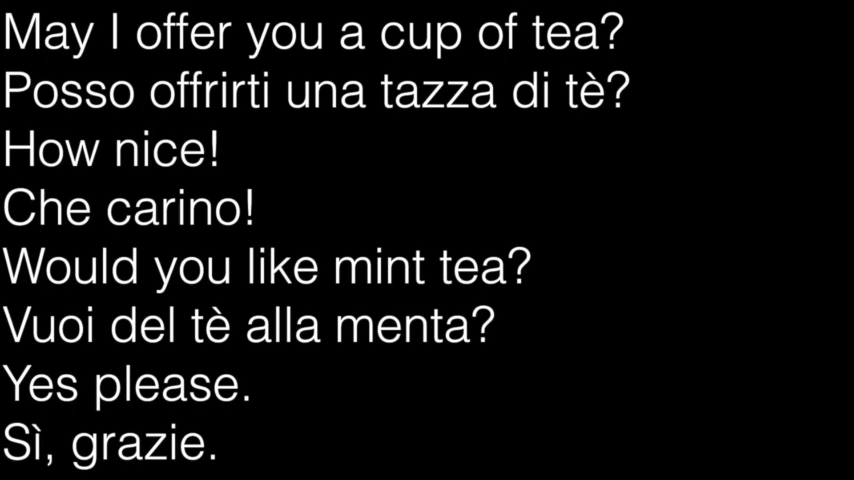 May I offer you a cup of tea?
Posso offrirti una tazza di tè?
How nice!
Che carino!
Would you like mint tea?
Vuoi del tè alla menta?
Yes please.
Sì, grazie.